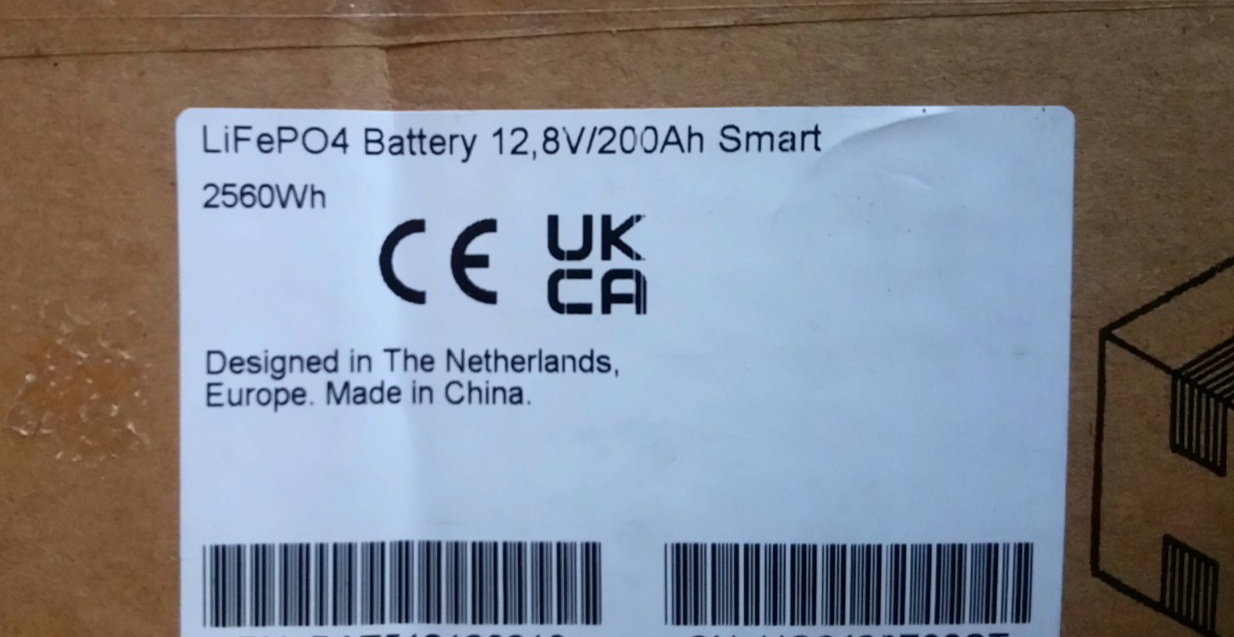 LiFePO4 Battery 12,8V/200Ah Smart
2560Wh
CE
UK
CA
Designed in The Netherlands,
Europe. Made in China.